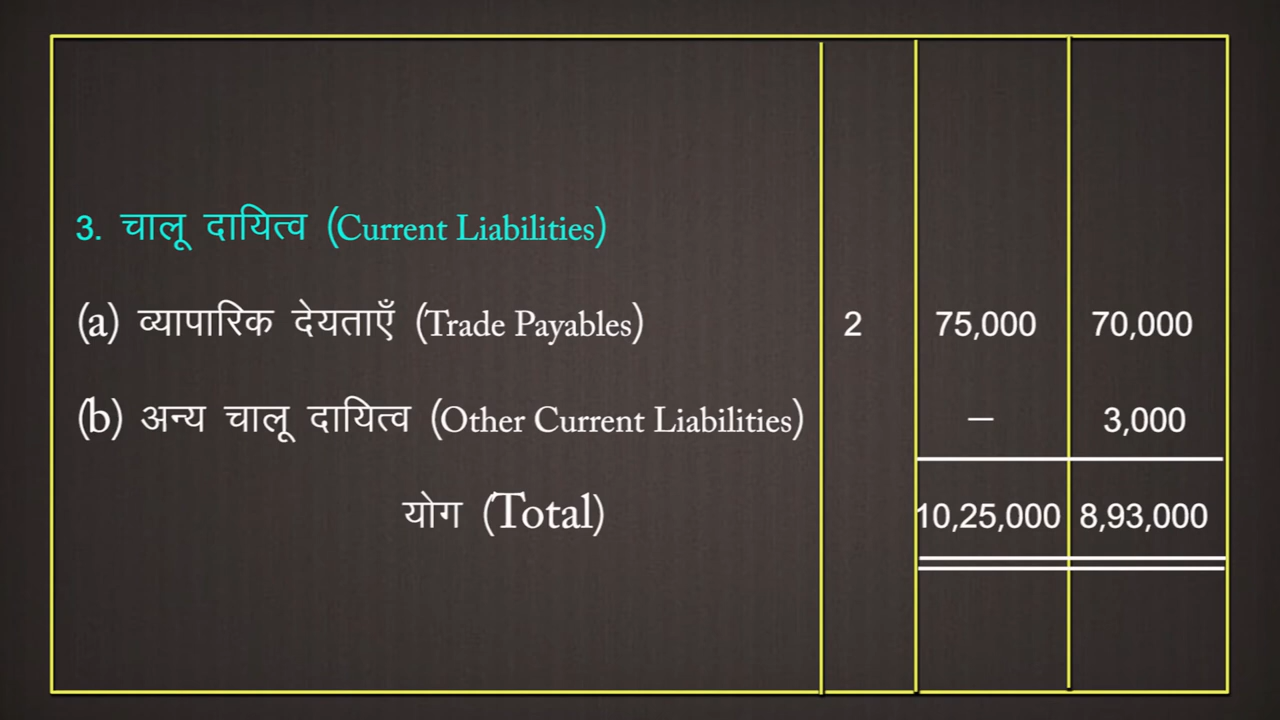 3. चालू दायित्व (Current Liabilities)
(a) व्यापारिक देयताएँ (Trade Payables) 2 75,000 70,000
(b) अन्य चालू दायित्व (Other Current Liabilities) — 3,000
योग (Total) 10,25,000 8,93,000